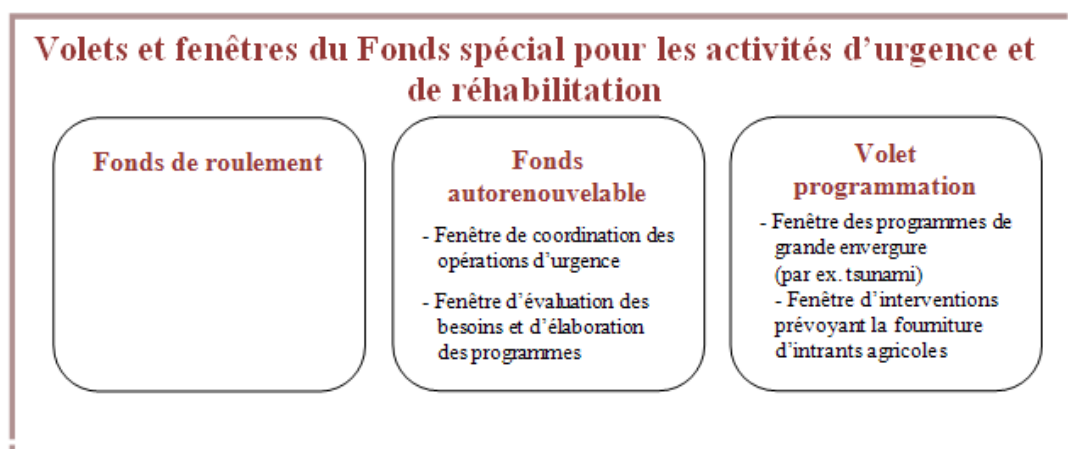 Volets et fenêtres du Fonds spécial pour les activités d’urgence et
de réhabilitation
Fonds de roulement
Fonds
autorenouvelable
- Fenêtre de coordination des
opérations d’urgence
- Fenêtre d’évaluation des
besoins et d’élaboration
des programmes
Volet
programmation
- Fenêtre des programmes de
grande envergure
(par ex. tsunami)
- Fenêtre d’interventions
prévoyant la fourniture
d’intrants agricoles